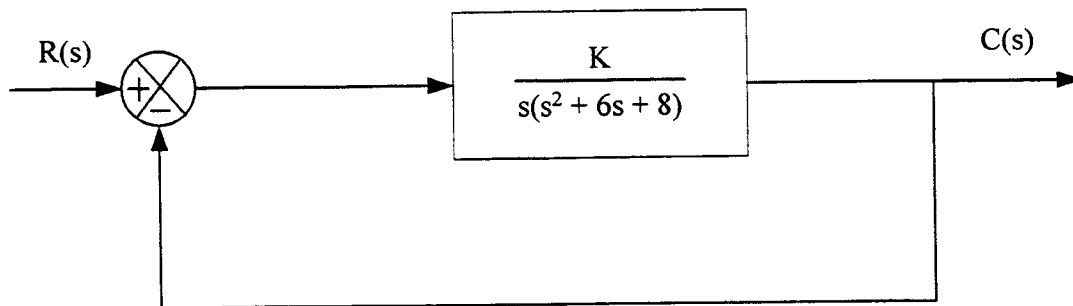 R(s)
C(s)
+
−
K
s(s² + 6s + 8)